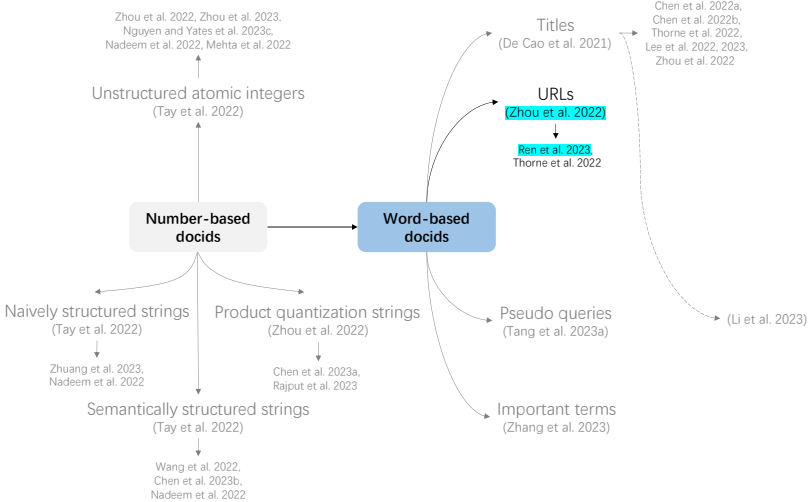 Zhou et al. 2022, Zhou et al. 2023,
Nguyen and Yates et al. 2023c,
Nadeem et al. 2022, Mehta et al. 2022
Unstructured atomic integers
(Tay et al. 2022)
Titles
(De Cao et al. 2021)
Chen et al. 2022a,
Chen et al. 2022b,
Thorne et al. 2022,
Lee et al. 2022, 2023,
Zhou et al. 2022
URLs
(Zhou et al. 2022)
Ren et al. 2023,
Thorne et al. 2022
Number-based
docids
Word-based
docids
Naively structured strings
(Tay et al. 2022)
Zhuang et al. 2023,
Nadeem et al. 2022
Product quantization strings
(Zhou et al. 2022)
Chen et al. 2023a,
Rajput et al. 2023
Semantically structured strings
(Tay et al. 2022)
Wang et al. 2022,
Chen et al. 2023b,
Nadeem et al. 2022
Pseudo queries
(Tang et al. 2023a)
(Li et al. 2023)
Important terms
(Zhang et al. 2023)